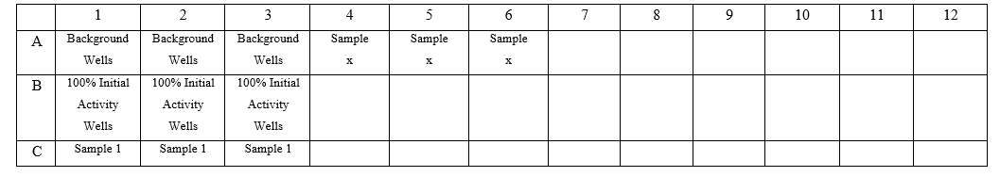 1 2 3 4 5 6 7 8 9 10 11 12
A Background Background Background Sample Sample Sample
Wells Wells Wells x x x
B 100% Initial 100% Initial 100% Initial
Activity Activity Activity
Wells Wells Wells
C Sample 1 Sample 1 Sample 1